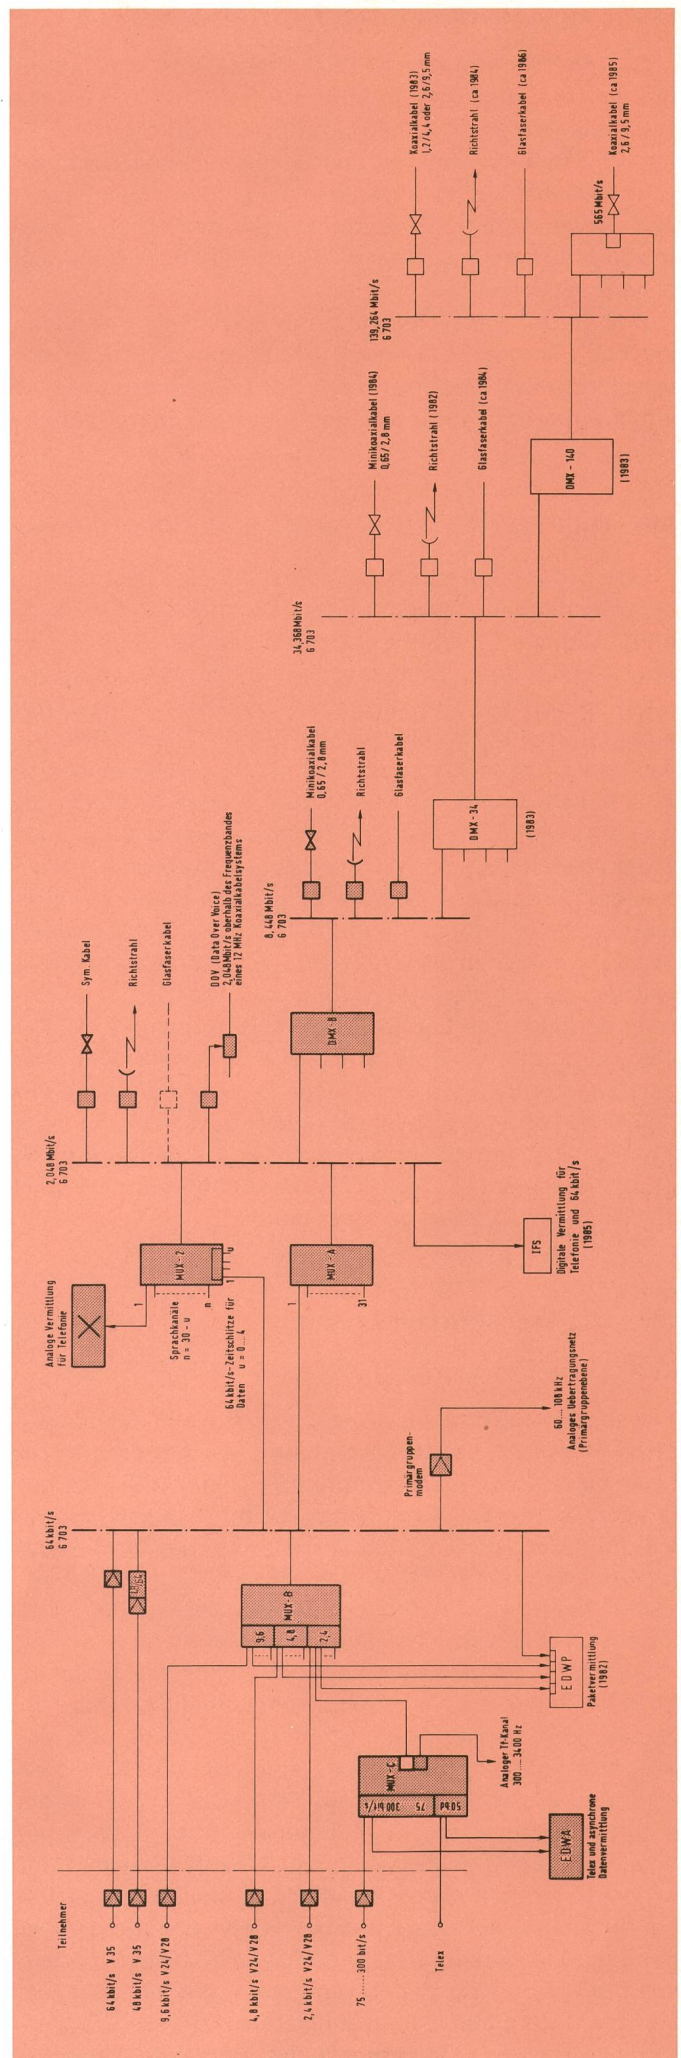 Teilnehmer
64 kbit/s V 35
48 kbit/s V 35
9,6 kbit/s V24/V28
4,8 kbit/s V24/V28
2,4 kbit/s V24/V28
75 ...... 300 bit/s
Telex
EDWA
Telex und asynchrone
Datenvermittlung
MUX-C
75 300 bit/s
50 Bd
Analoger Tf-Kanal
300 .... 3400 Hz
48/64
MUX-B
9,6
4,8
2,4
EDWP
Paketvermittlung
(1982)
64 kbit/s
G 703
Primärgruppen-
modem
60 .... 108 kHz
Analoges Uebertragungsnetz
(Primärgruppenebene)
Analoge Vermittlung
für Telefonie
1
Sprachkanäle
n = 30 - u
n
64 kbit/s-Zeitschlitze für
Daten u = 0 ... 4
MUX-2
1
u
MUX-A
1
31
IFS
Digitale Vermittlung für
Telefonie und 64 kbit/s
(1985)
2,048 Mbit/s
G 703
Sym. Kabel
Richtstrahl
Glasfaserkabel
DOV (Data Over Voice)
2,048 Mbit/s oberhalb des Frequenzbandes
eines 12 MHz Koaxialkabelsystems
DMX-8
8,448 Mbit/s
G 703
Minikoaxialkabel
0,65 / 2,8 mm
Richtstrahl
Glasfaserkabel
DMX-34
(1983)
34,368 Mbit/s
G 703
Minikoaxialkabel (1984)
0,65 / 2,8 mm
Richtstrahl (1982)
Glasfaserkabel (ca 1984)
DMX-140
(1983)
139,264 Mbit/s
G 703
Koaxialkabel (1983)
1,2/4,4 oder 2,6/9,5 mm
Richtstrahl (ca 1984)
Glasfaserkabel (ca 1986)
565 Mbit/s
Koaxialkabel (ca 1985)
2,6 / 9,5 mm